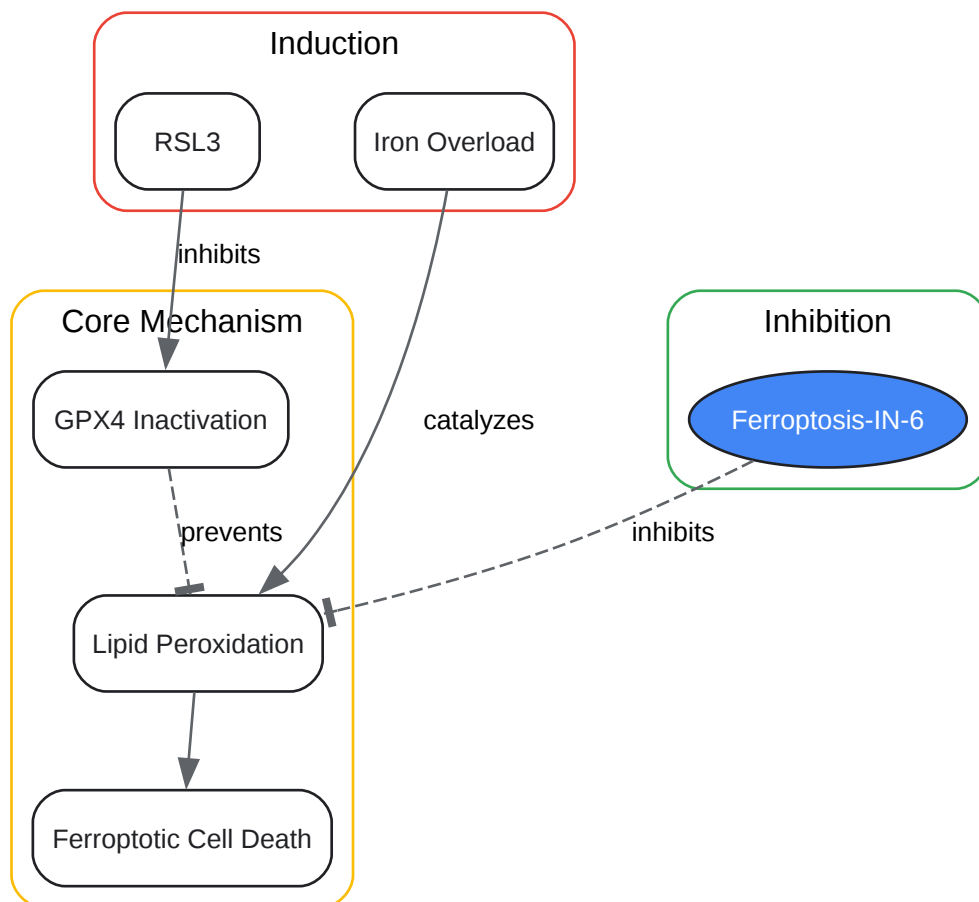 Induction
RSL3
Iron Overload
inhibits
Core Mechanism
Inhibition
GPX4 Inactivation
catalyzes
Ferroptosis-IN-6
prevents
inhibits
Lipid Peroxidation
Ferroptotic Cell Death